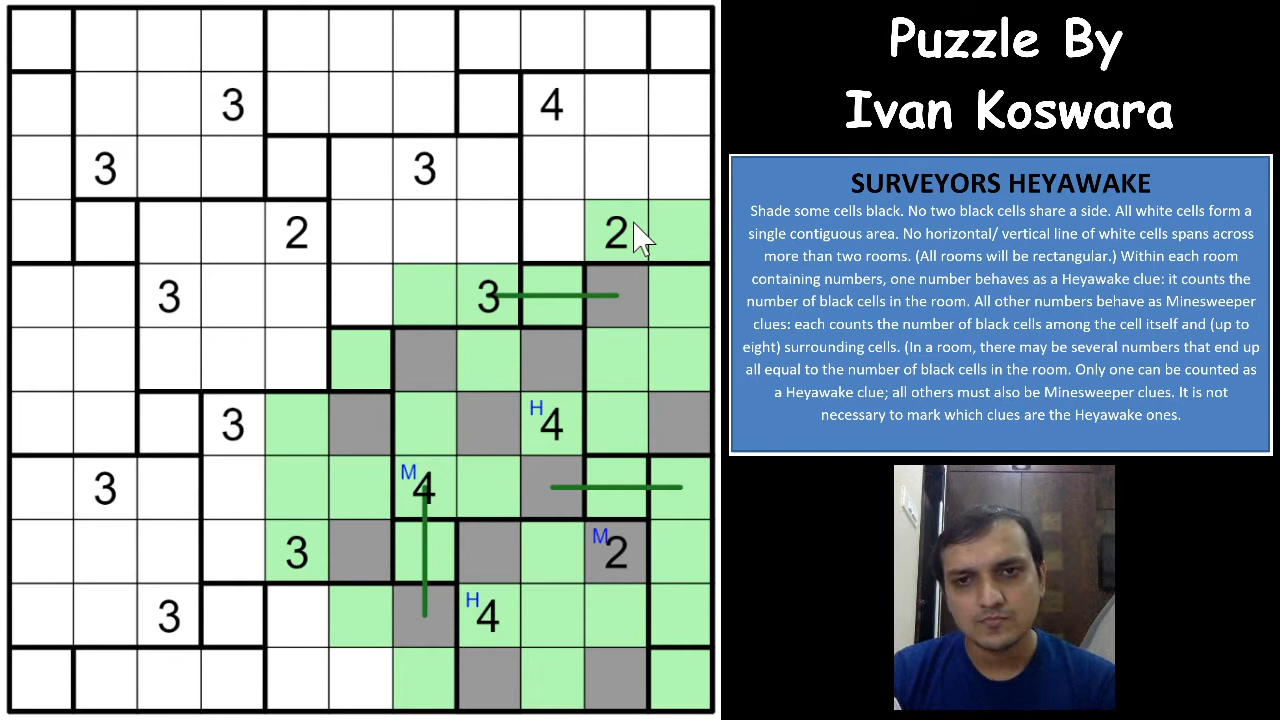 Puzzle By
Ivan Koswara
SURVEYORS HEYAWAKE
Shade some cells black. No two black cells share a side. All white cells form a
single contiguous area. No horizontal/ vertical line of white cells spans across
more than two rooms. (All rooms will be rectangular.) Within each room
containing numbers, one number behaves as a Heyawake clue: it counts the
number of black cells in the room. All other numbers behave as Minesweeper
clues: each counts the number of black cells among the cell itself and (up to
eight) surrounding cells. (In a room, there may be several numbers that end up
all equal to the number of black cells in the room. Only one can be counted as
a Heyawake clue; all others must also be Minesweeper clues. It is not
necessary to mark which clues are the Heyawake ones.
3 4
3 3
2 2
3 3
3 H 4
3 M 4
3 M 2
3 H 4